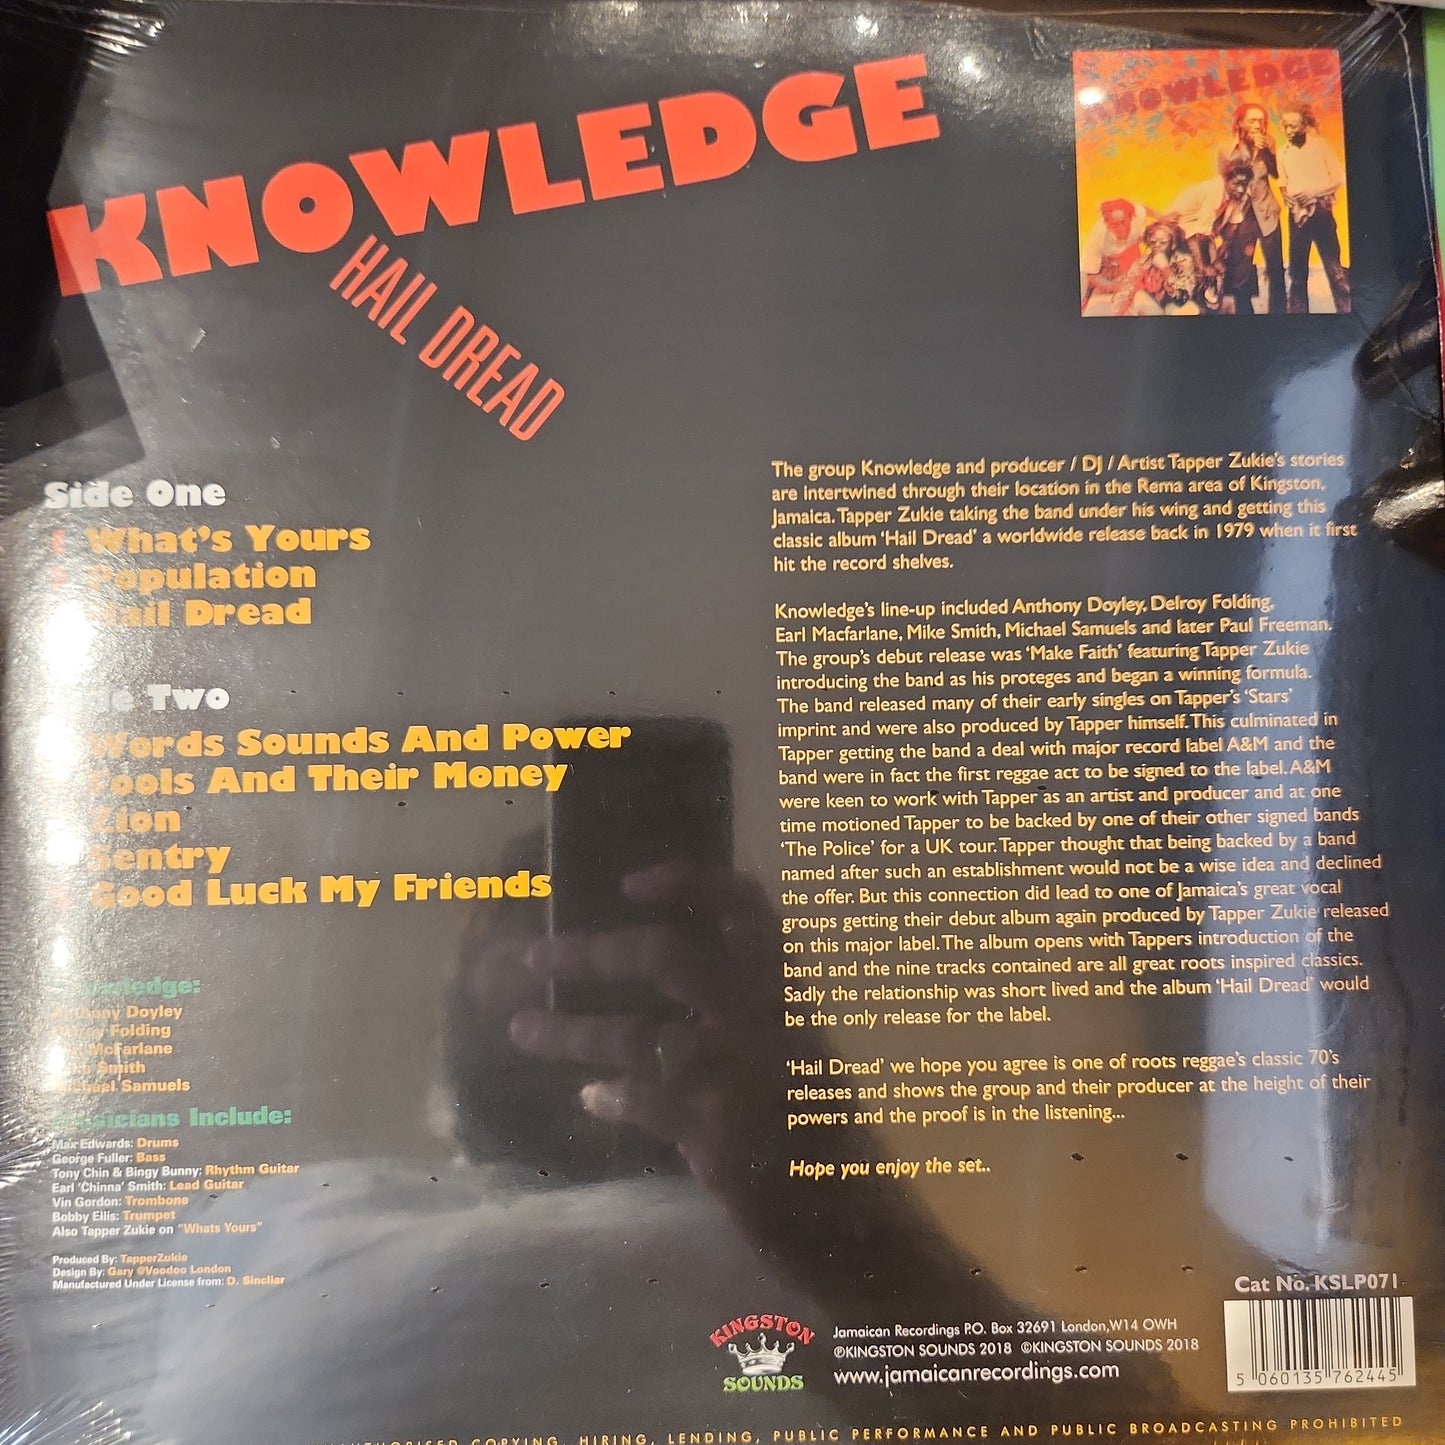 KNOWLEDGE
HAIL DREAD
KNOWLEDGE
Side One
What's Yours
Population
Hail Dread
Two
Words Sounds And Power
Fools And Their Money
Zion
Sentry
Good Luck My Friends
Knowledge:
Anthony Doyley
Folding
McFarlane
Smith
Michael Samuels
Musicians Include:
Max Edwards: Drums
George Fuller: Bass
Tony Chin & Bingy Bunny: Rhythm Guitar
Earl 'Chinna' Smith: Lead Guitar
Vin Gordon: Trombone
Bobby Ellis: Trumpet
Also Tapper Zukie on "Whats Yours"
Produced By: TapperZukie
Design By: Gary @Voodoo London
Manufactured Under License from: D. Sincliar
The group Knowledge and producer / DJ / Artist Tapper Zukie's stories
are intertwined through their location in the Rema area of Kingston,
Jamaica. Tapper Zukie taking the band under his wing and getting this
classic album 'Hail Dread' a worldwide release back in 1979 when it first
hit the record shelves.
Knowledge's line-up included Anthony Doyley, Delroy Folding,
Earl Macfarlane, Mike Smith, Michael Samuels and later Paul Freeman.
The group's debut release was 'Make Faith' featuring Tapper Zukie
introducing the band as his proteges and began a winning formula.
The band released many of their early singles on Tapper's 'Stars'
imprint and were also produced by Tapper himself. This culminated in
Tapper getting the band a deal with major record label A&M and the
band were in fact the first reggae act to be signed to the label. A&M
were keen to work with Tapper as an artist and producer and at one
time motioned Tapper to be backed by one of their other signed bands
'The Police' for a UK tour. Tapper thought that being backed by a band
named after such an establishment would not be a wise idea and declined
the offer. But this connection did lead to one of Jamaica's great vocal
groups getting their debut album again produced by Tapper Zukie released
on this major label. The album opens with Tappers introduction of the
band and the nine tracks contained are all great roots inspired classics.
Sadly the relationship was short lived and the album 'Hail Dread' would
be the only release for the label.
'Hail Dread' we hope you agree is one of roots reggae's classic 70's
releases and shows the group and their producer at the height of their
powers and the proof is in the listening...
Hope you enjoy the set..
Cat No. KSLP071
KINGSTON
SOUNDS
Jamaican Recordings P.O. Box 32691 London,W14 OWH
℗KINGSTON SOUNDS 2018 ©KINGSTON SOUNDS 2018
www.jamaicanrecordings.com
5 060135 762445
COPYING, HIRING, LENDING, PUBLIC PERFORMANCE AND PUBLIC BROADCASTING PROHIBITED